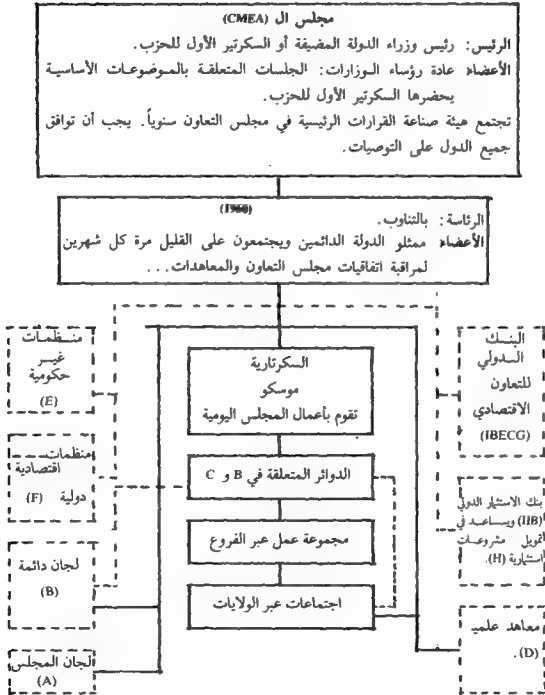 مجلس ال (CMEA)
الرئيس: رئيس وزراء الدولة المضيفة أو السكرتير الأول للحزب.
الأعضاء عادة رؤساء الوزارات: الجلسات المتعلقة بالموضوعات الأساسية
يحضرها السكرتير الأول للحزب.
تجتمع هيئة صناعة القرارات الرئيسية في مجلس التعاون سنوياً. يجب أن توافق
جميع الدول على التوصيات.
(1960)
الرئاسة: بالتناوب.
الأعضاء ممثلو الدولة الدائمين ويجتمعون على القليل مرة كل شهرين
لمراقبة اتفاقيات مجلس التعاون والمعاهدات...
منظمات
غير
حكومية
(E)
السكرتارية
موسكو
تقوم بأعمال المجلس اليومية
البنك
الدولي
للتعاون
الاقتصادي
(IBECG)
منظمات
اقتصادية
دولية (F)
الدوائر المتعلقة في B و C
بنك الاستثمار الدولي
(IIB) ويساعد في
تمويل مشروعات
استثمارية (H).
لجان دائمة
(B)
مجموعة عمل عبر الفروع
اجتماعات عبر الولايات
معاهد علمية
(D).
لجان المجلس
(A)